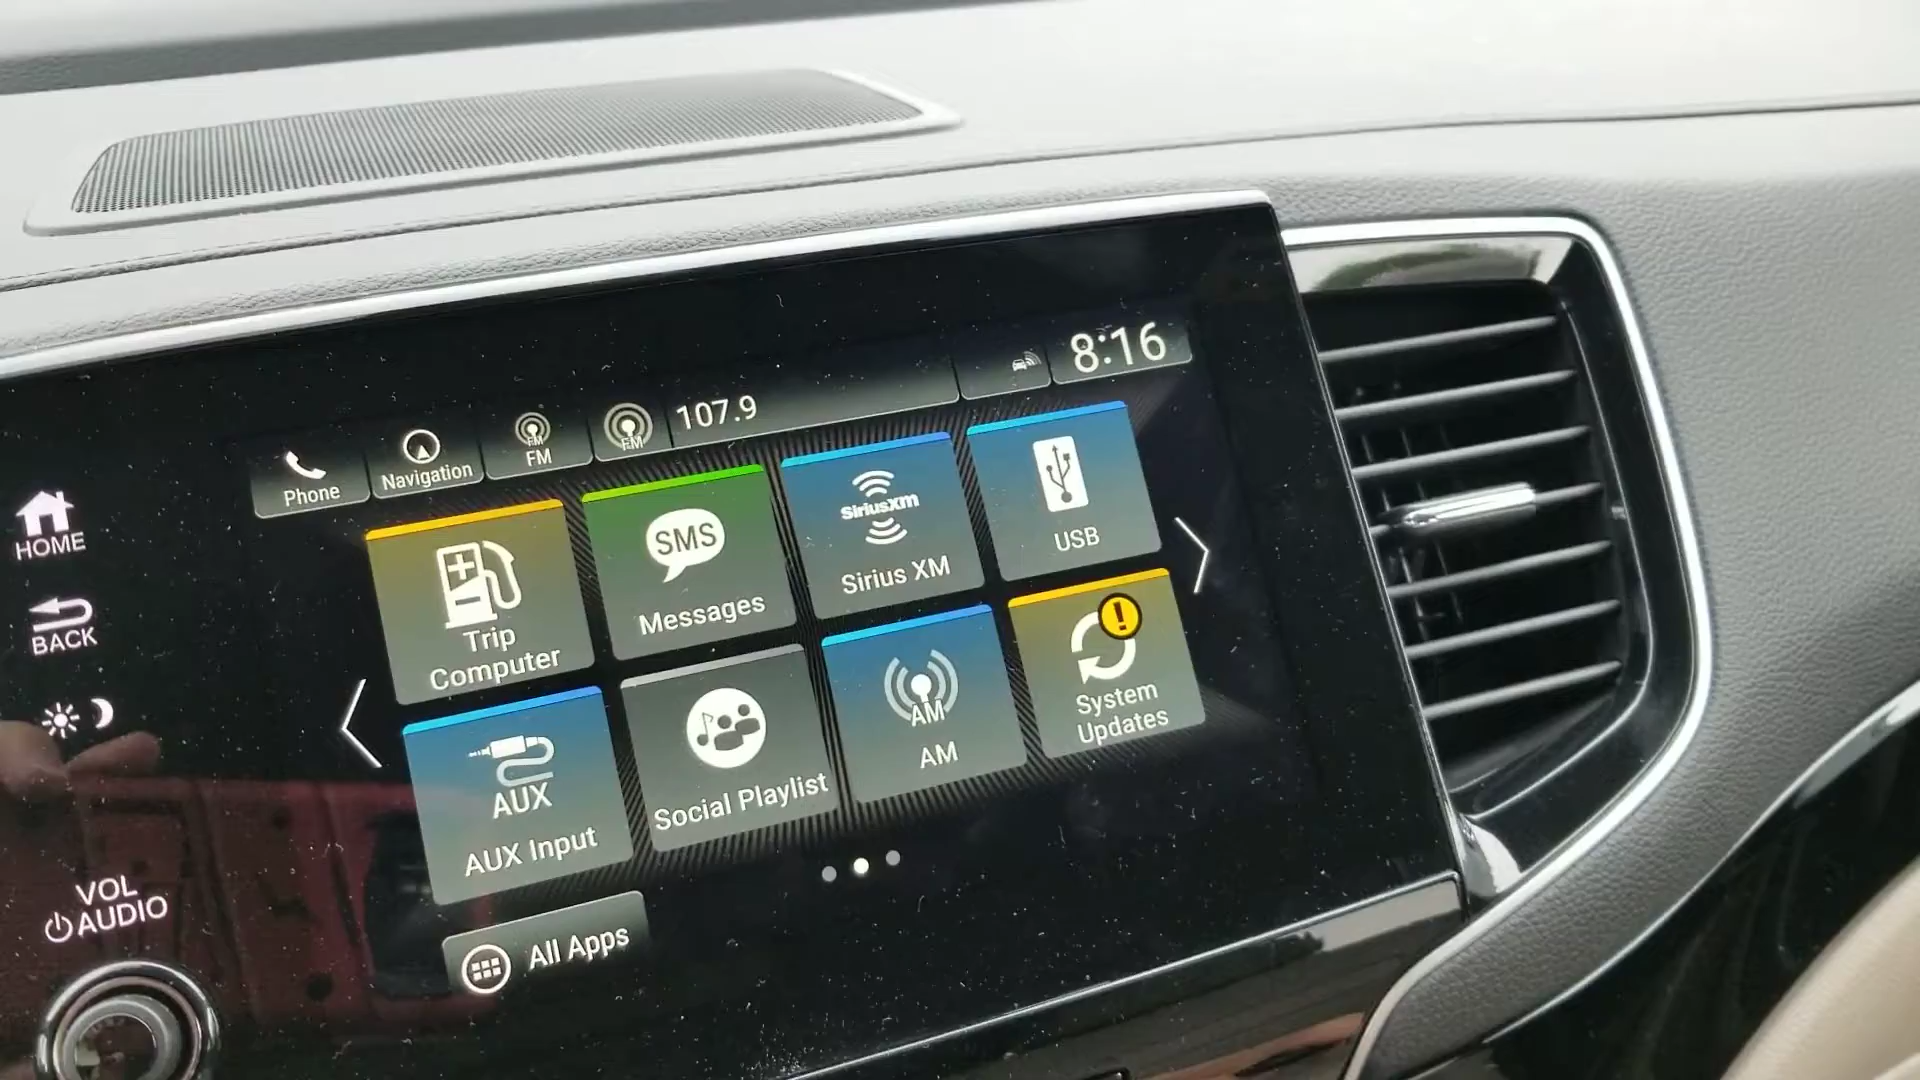 8:16
107.9
FM
FM
FM
Navigation
Phone
HOME
BACK
SMS
Messages
siriusxm
Sirius XM
USB
Trip
Computer
AUX
AUX Input
Social Playlist
AM
AM
!
System
Updates
VOL
AUDIO
All Apps